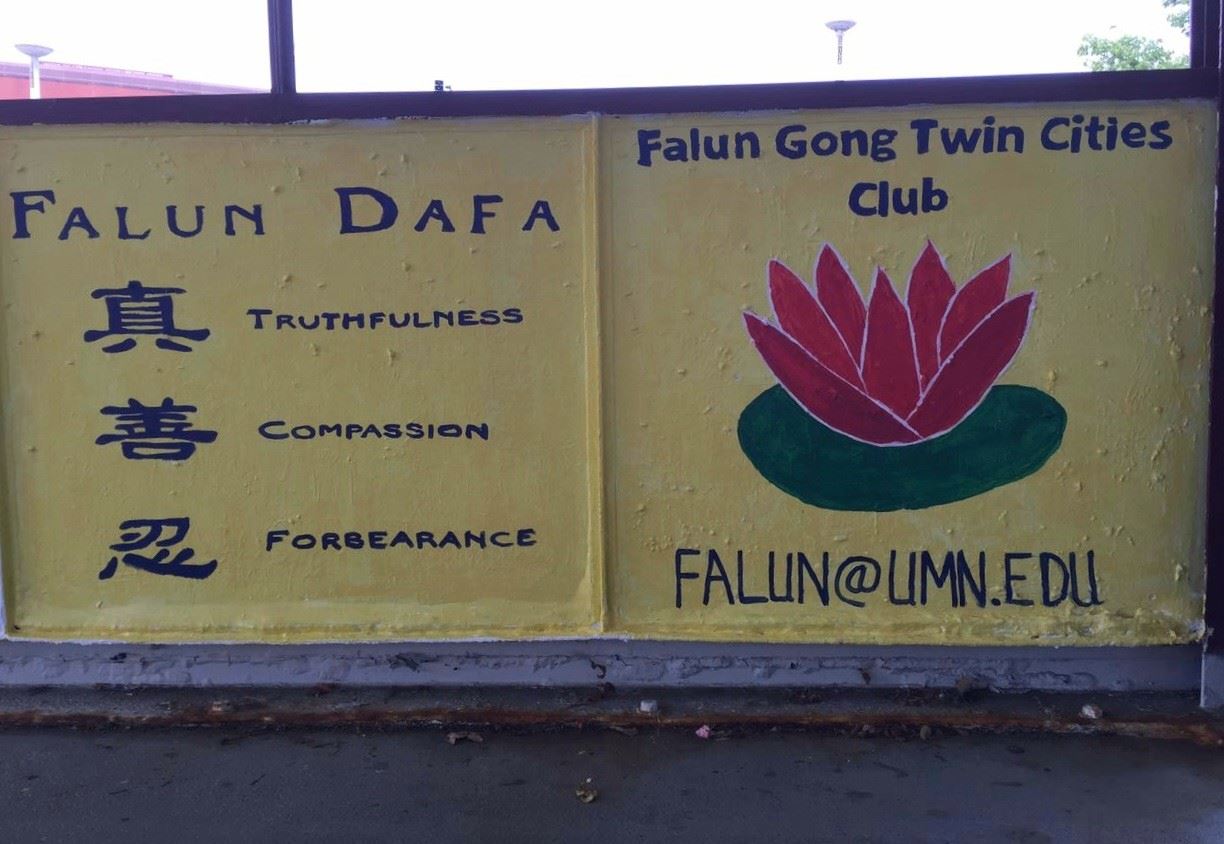 FALUN DAFA
真 TRUTHFULNESS
善 COMPASSION
忍 FORBEARANCE
Falun Gong Twin Cities
Club
FALUN@UMN.EDU